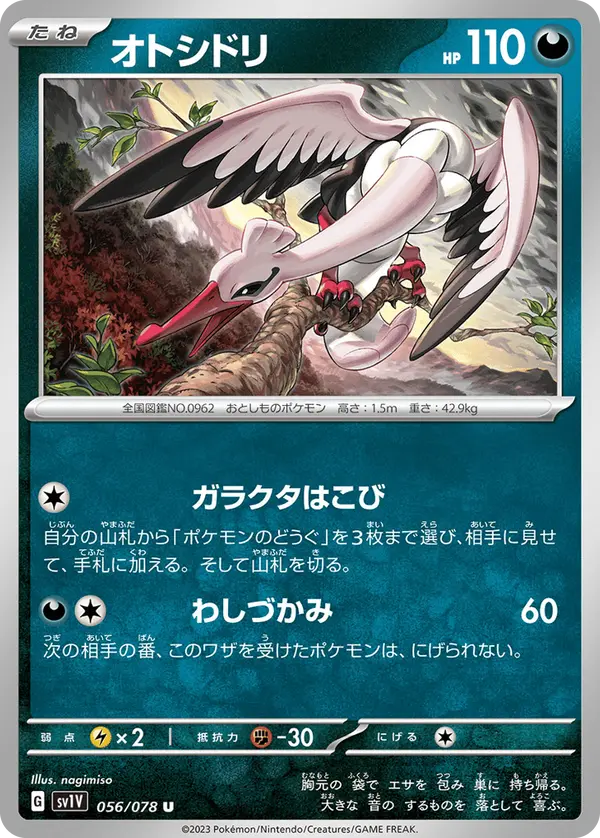 たね オトシドリ HP 110
全国図鑑NO.0962 おとしものポケモン 高さ:1.5m 重さ:42.9kg
ガラクタはこび
自分の山札から「ポケモンのどうぐ」を3枚まで選び、相手に見せ
て、手札に加える。そして山札を切る。
わしづかみ 60
次の相手の番、このワザを受けたポケモンは、にげられない。
弱点 ×2 抵抗力 -30 にげる
Illus. nagimiso
G sv1V 056/078 U
胸元の 袋で エサを 包み 巣に 持ち帰る。
大きな 音の するものを 落として 喜ぶ。
©2023 Pokémon/Nintendo/Creatures/GAME FREAK.